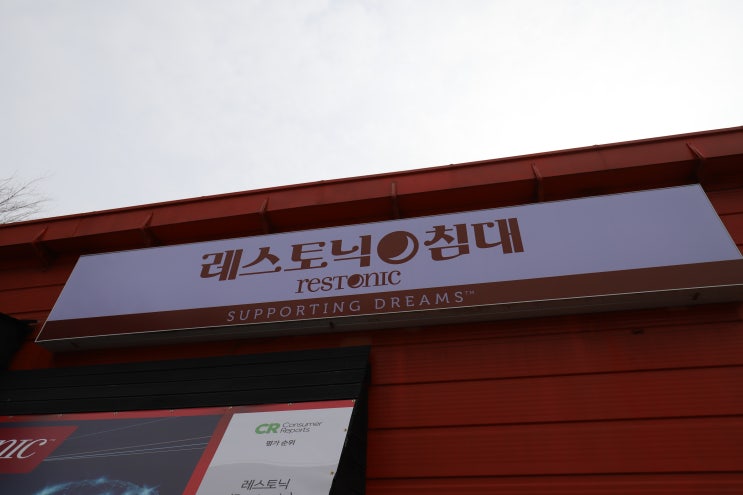 레스토닉 침대
RESTONIC
SUPPORTING DREAMS™
NIC™
CR Consumer Reports
평가 순위
레스토닉